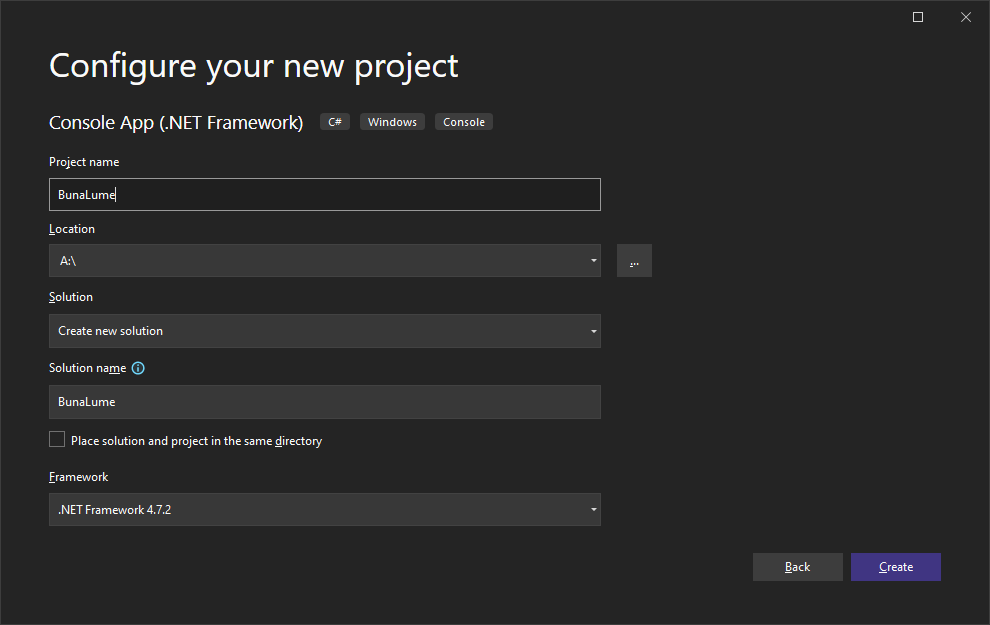 Configure your new project
Console App (.NET Framework) C# Windows Console
Project name
BunaLume
Location
A:\
...
Solution
Create new solution
Solution name
BunaLume
Place solution and project in the same directory
Framework
.NET Framework 4.7.2
Back Create